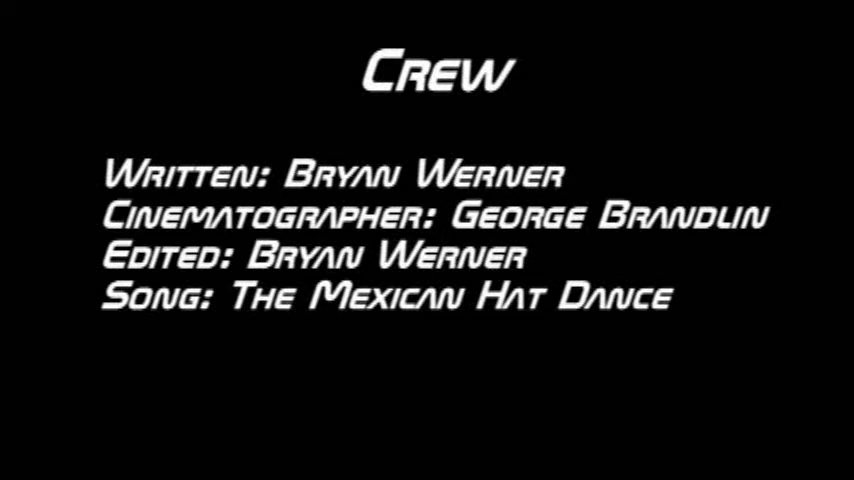 Crew
Written: Bryan Werner
Cinematographer: George Brandlin
Edited: Bryan Werner
Song: The Mexican Hat Dance